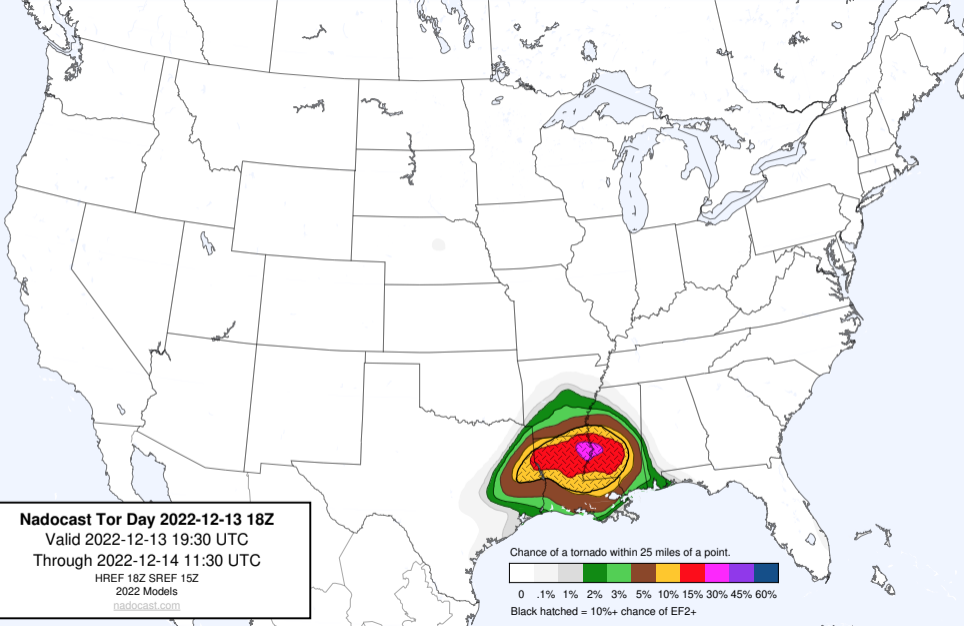 Nadocast Tor Day 2022-12-13 18Z
Valid 2022-12-13 19:30 UTC
Through 2022-12-14 11:30 UTC
HREF 18Z SREF 15Z
2022 Models
nadocast.com
Chance of a tornado within 25 miles of a point.
0 .1% 1% 2% 3% 5% 10% 15% 30% 45% 60%
Black hatched = 10%+ chance of EF2+